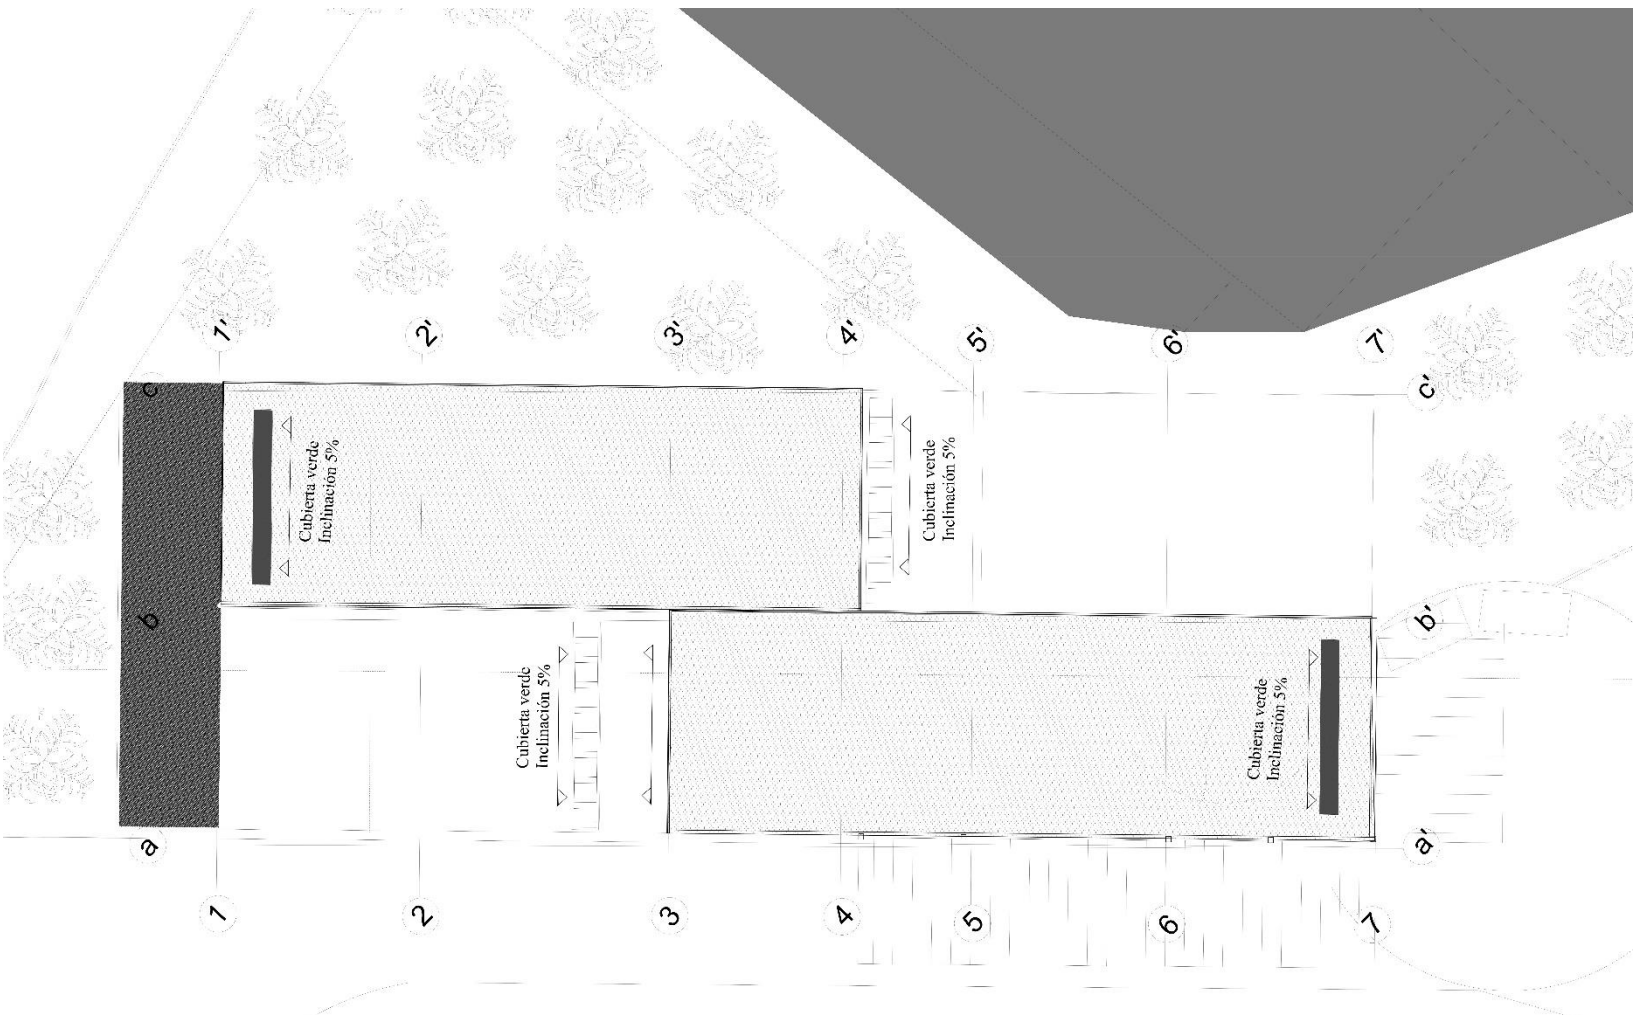 1'
2'
3'
4'
5'
6'
7'
c
c'
Cubierta verde
Inclinación 5%
Cubierta verde
Inclinación 5%
b
b'
Cubierta verde
Inclinación 5%
Cubierta verde
Inclinación 5%
a
a'
1
2
3
4
5
6
7